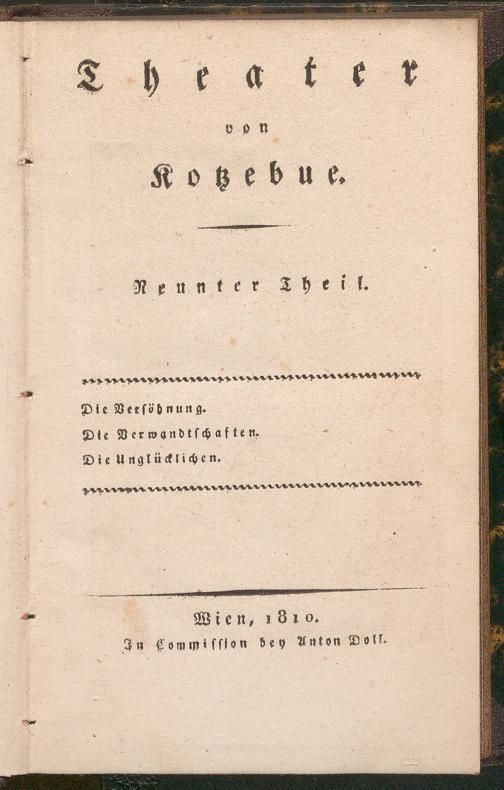 Theater
von
Kotzebue.
Neunter Theil.
Die Versöhnung.
Die Verwandtschaften.
Die Unglücklichen.
Wien, 1810.
In Commission bey Anton Doll.